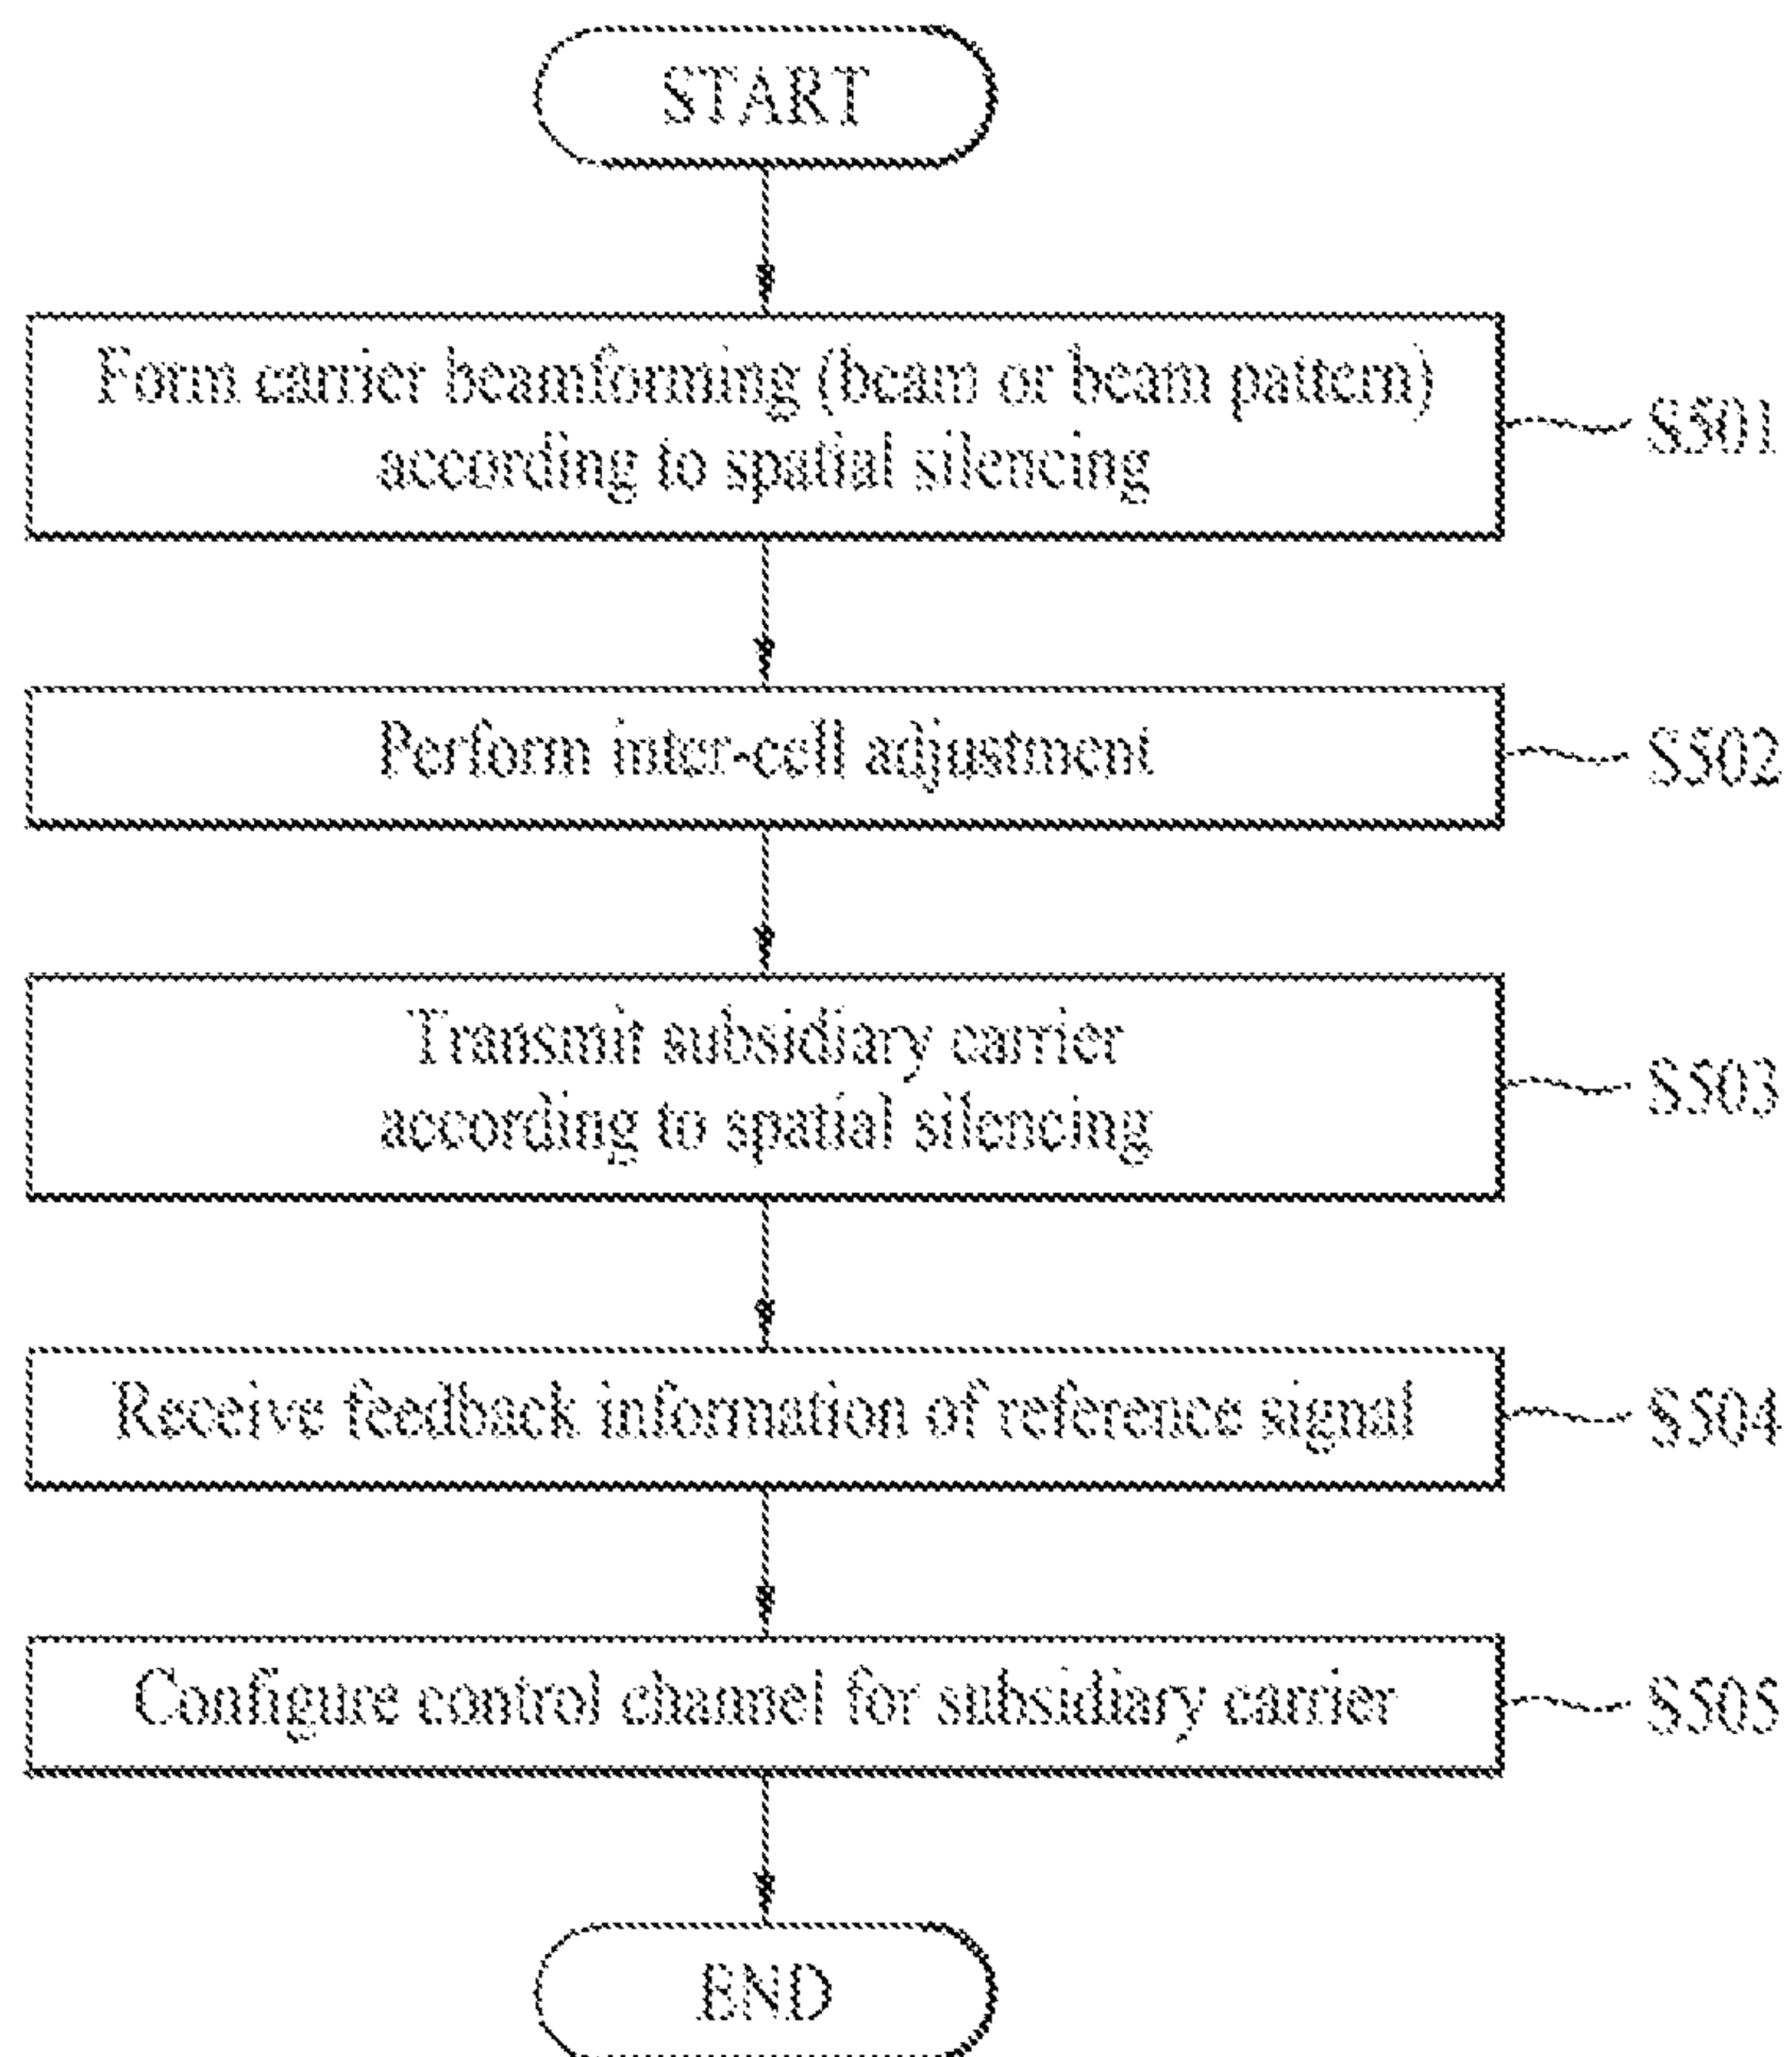 START
Form carrier beamforming (beam or beam pattern)
according to spatial silencing
S501
Perform inter-cell adjustment
S502
Transmit subsidiary carrier
according to spatial silencing
S503
Receive feedback information of reference signal
S504
Configure control channel for subsidiary carrier
S505
END